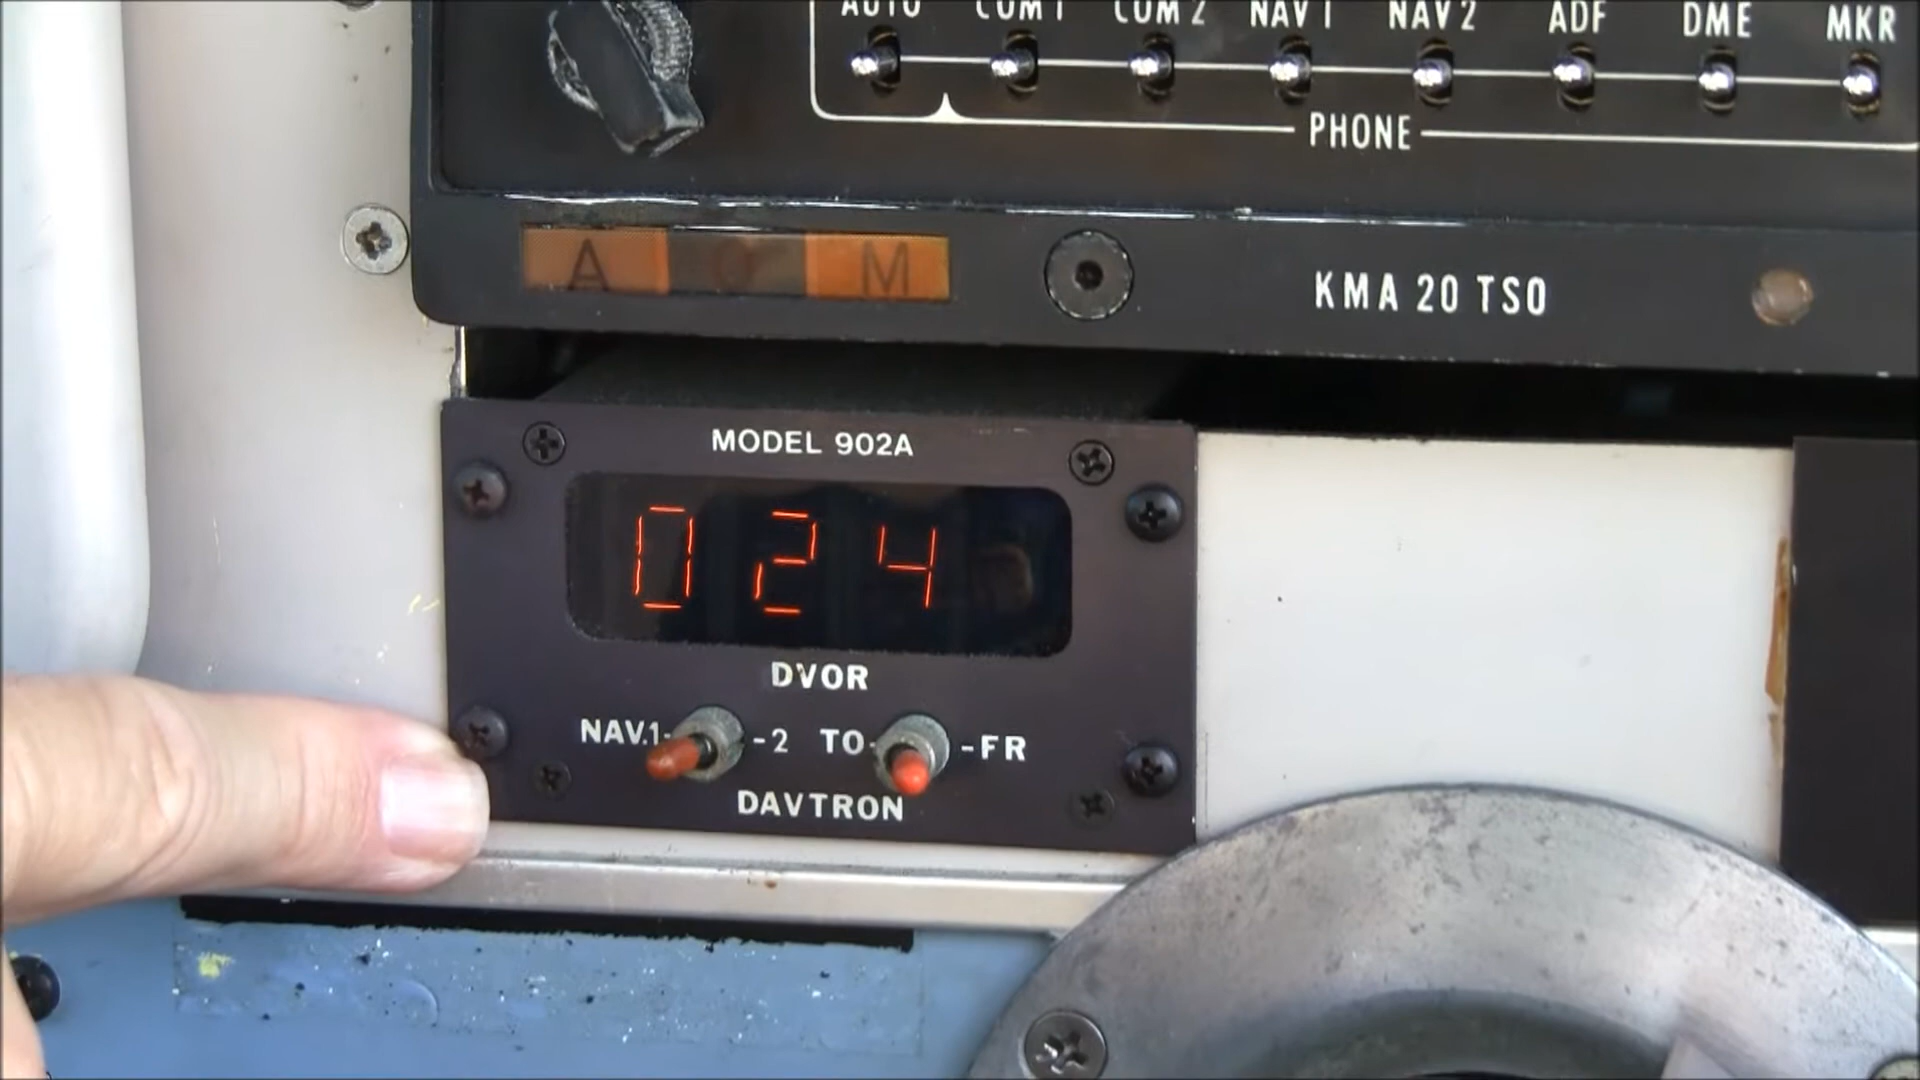 AUTO COM 1 COM 2 NAV 1 NAV 2 ADF DME MKR
PHONE
A O M
KMA 20 TSO
MODEL 902A
024
DVOR
NAV.1- -2 TO- -FR
DAVTRON